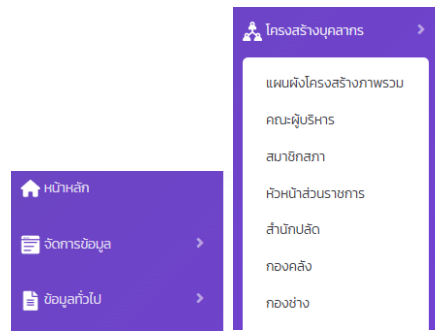 หน้าหลัก
จัดการข้อมูล
ข้อมูลทั่วไป
โครงสร้างบุคลากร
แผนผังโครงสร้างภาพรวม
คณะผู้บริหาร
สมาชิกสภา
หัวหน้าส่วนราชการ
สำนักปลัด
กองคลัง
กองช่าง